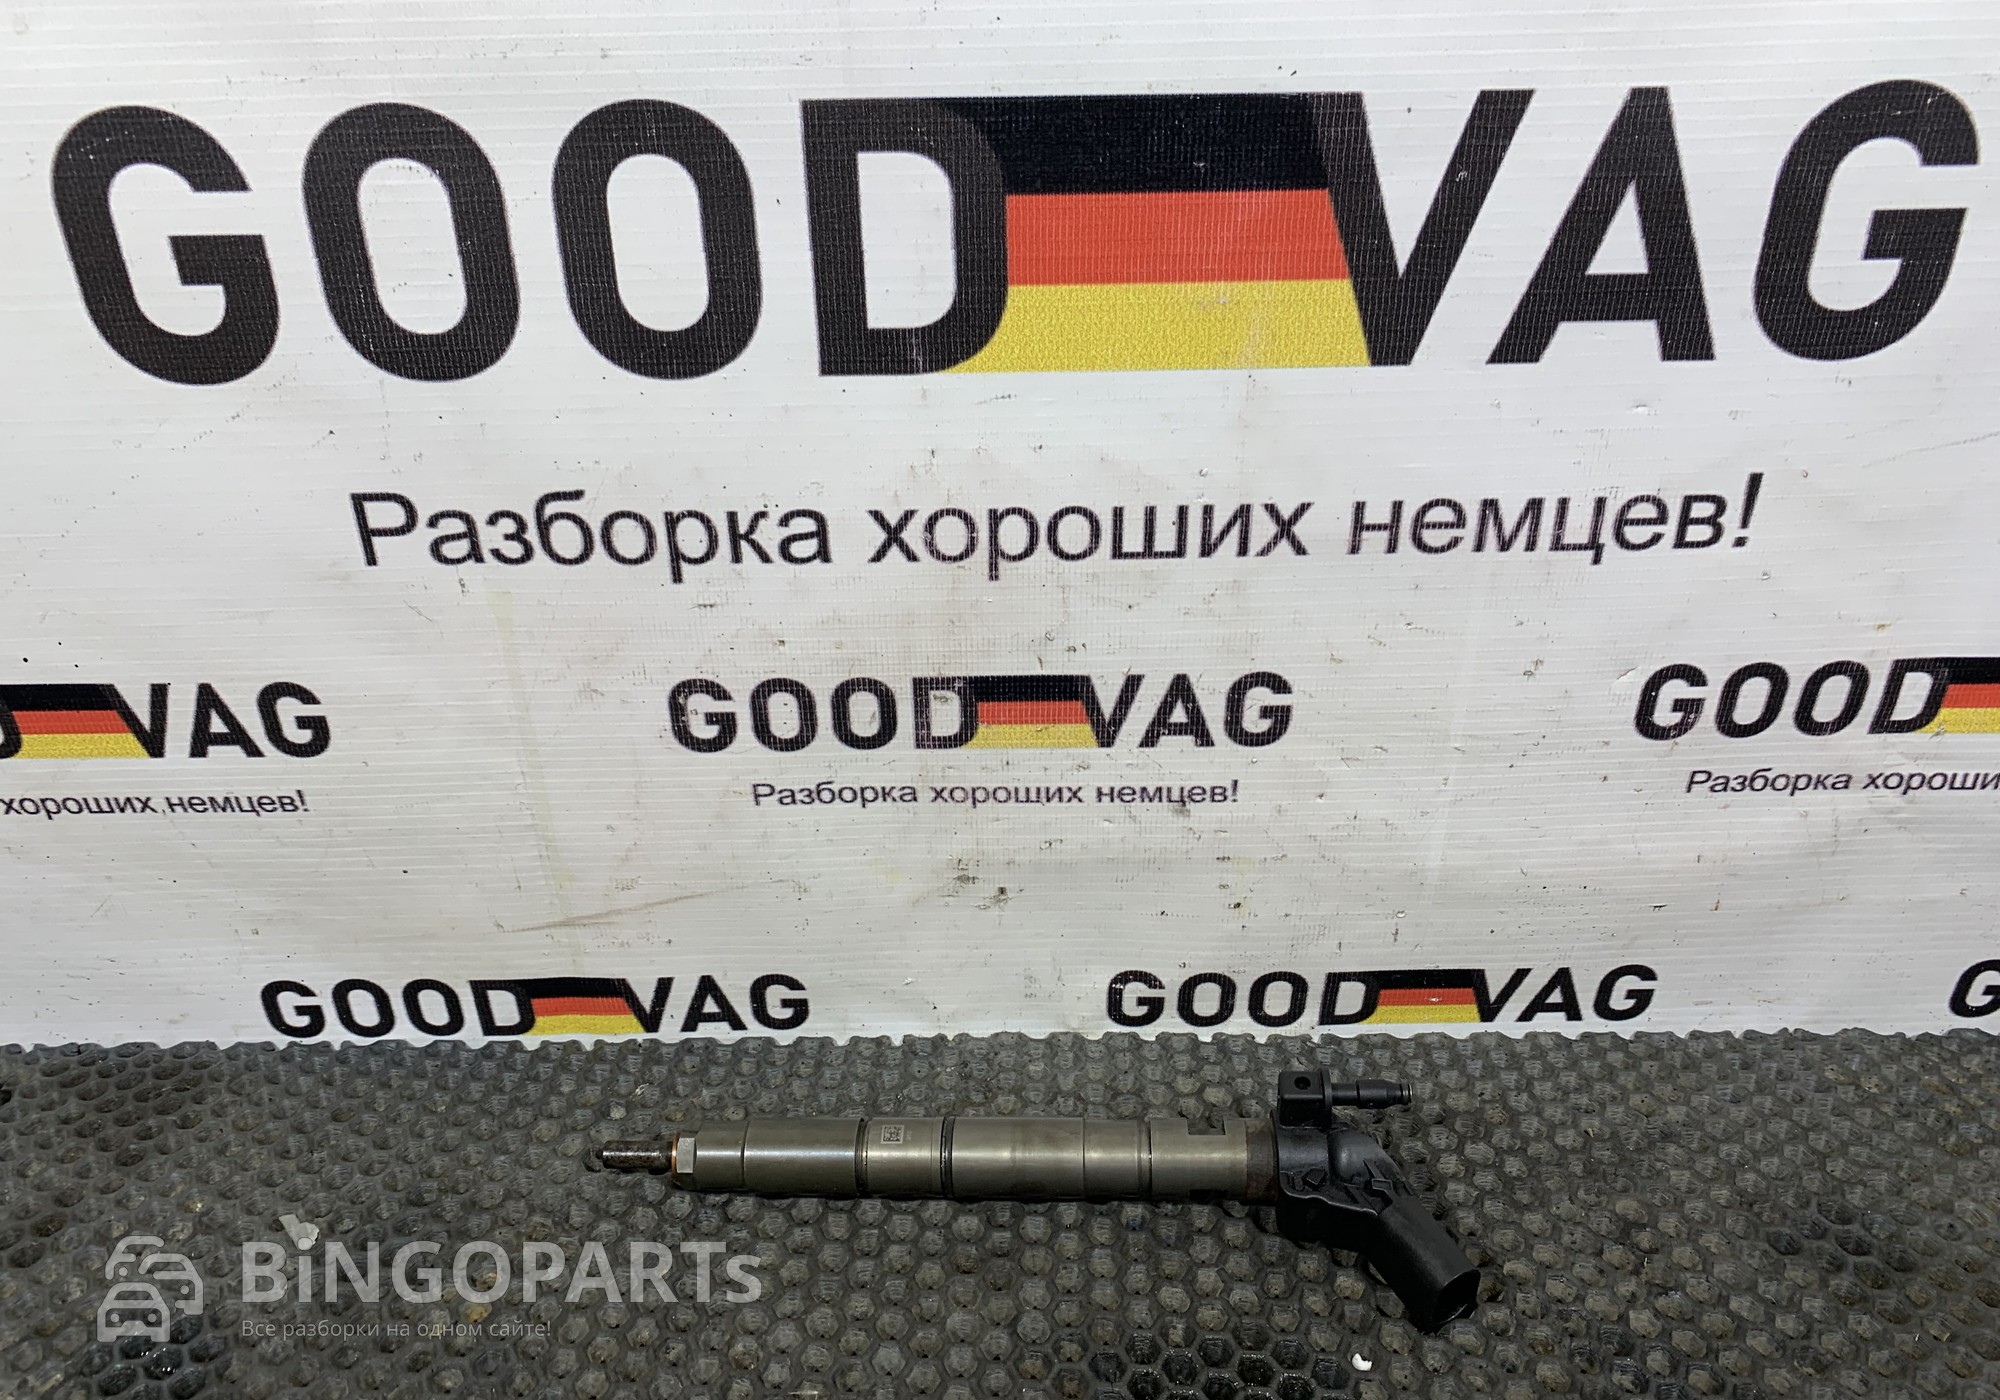 GOOD VAG
Разборка хороших немцев!
VAG
хороших немцев!
GOOD VAG
Разборка хороших немцев!
GOOD
Разборка
GOOD VAG
GOOD VAG
BiNGOPARTs
Все разборки на одном сайте!